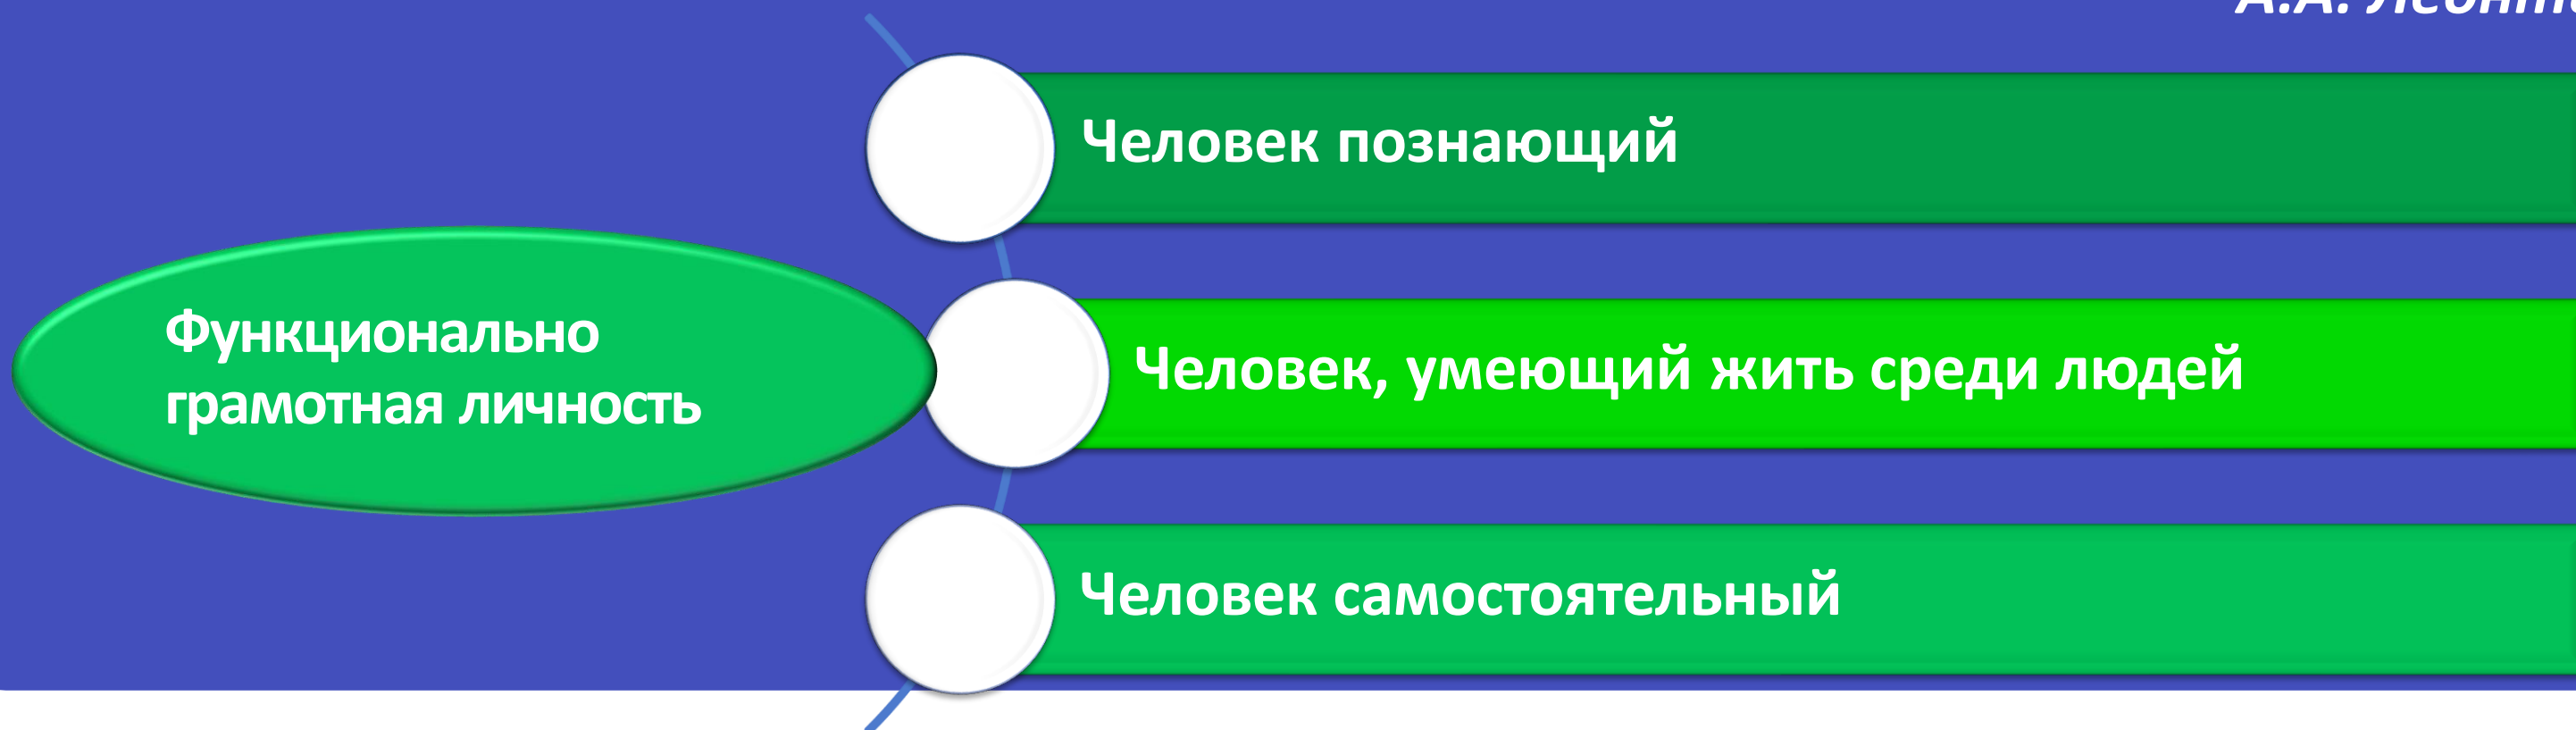 А.А.
Человек познающий
Функционально
грамотная личность
Человек, умеющий жить среди людей
Человек самостоятельный